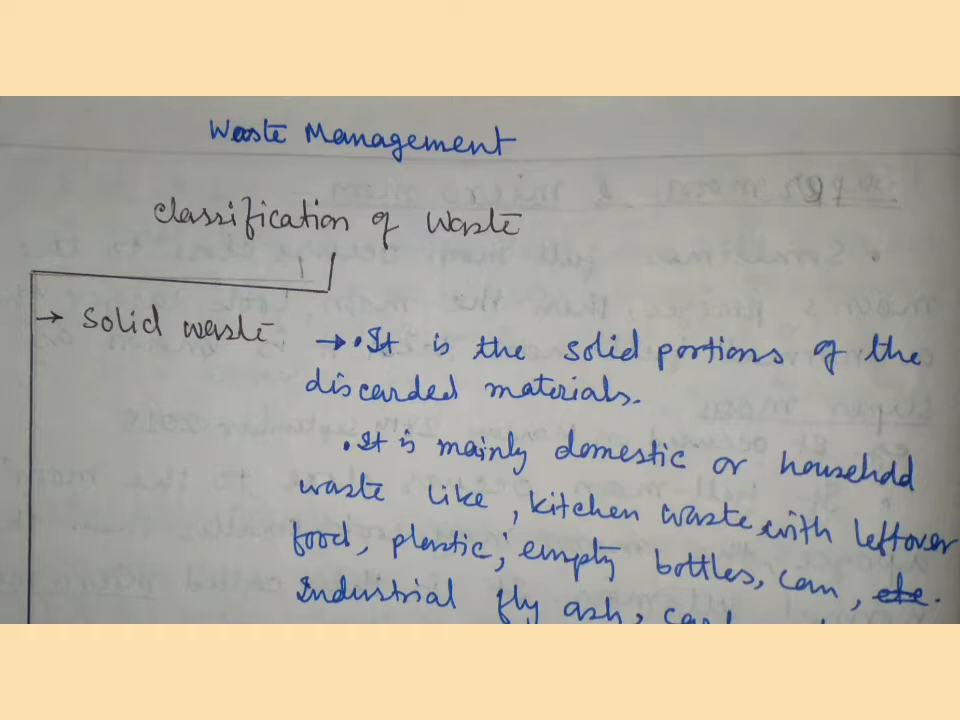 Waste Management
Classification of Waste
→ Solid waste
→ • It is the solid portions of the
discarded materials.
• It is mainly domestic or household
waste like, kitchen waste with leftover
food, plastic, empty bottles, can, etc.
Industrial fly ash,